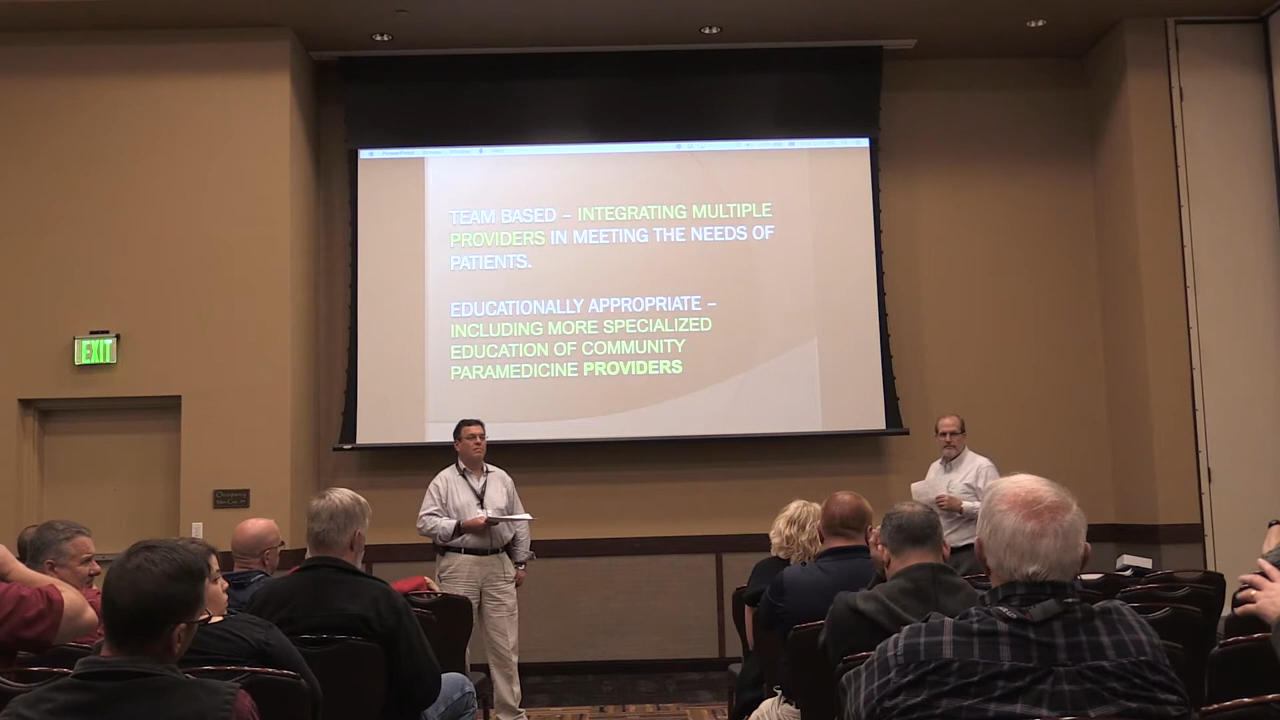 TEAM BASED – INTEGRATING MULTIPLE
PROVIDERS IN MEETING THE NEEDS OF
PATIENTS.
EDUCATIONALLY APPROPRIATE –
INCLUDING MORE SPECIALIZED
EDUCATION OF COMMUNITY
PARAMEDICINE PROVIDERS
EXIT
Occupancy